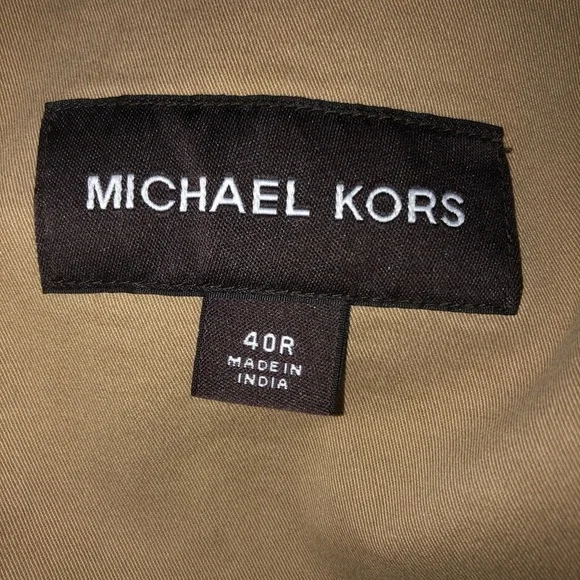 MICHAEL KORS
40R
MADE IN
INDIA